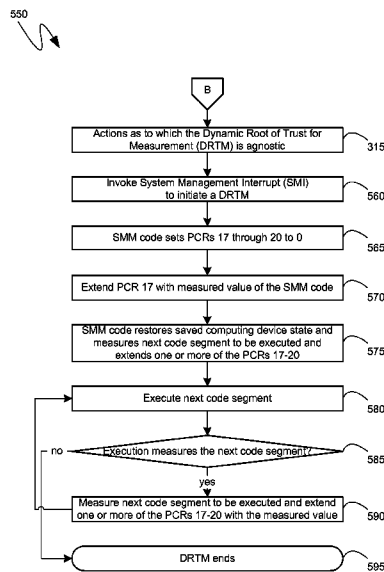 550
B
Actions as to which the Dynamic Root of Trust for
Measurement (DRTM) is agnostic
315
Invoke System Management Interrupt (SMI)
to initiate a DRTM
560
SMM code sets PCRs 17 through 20 to 0
565
Extend PCR 17 with measured value of the SMM code
570
SMM code restores saved computing device state and
measures next code segment to be executed and
extends one or more of the PCRs 17-20
575
Execute next code segment
580
no
Execution measures the next code segment?
585
yes
Measure next code segment to be executed and extend
one or more of the PCRs 17-20 with the measured value
590
DRTM ends
595